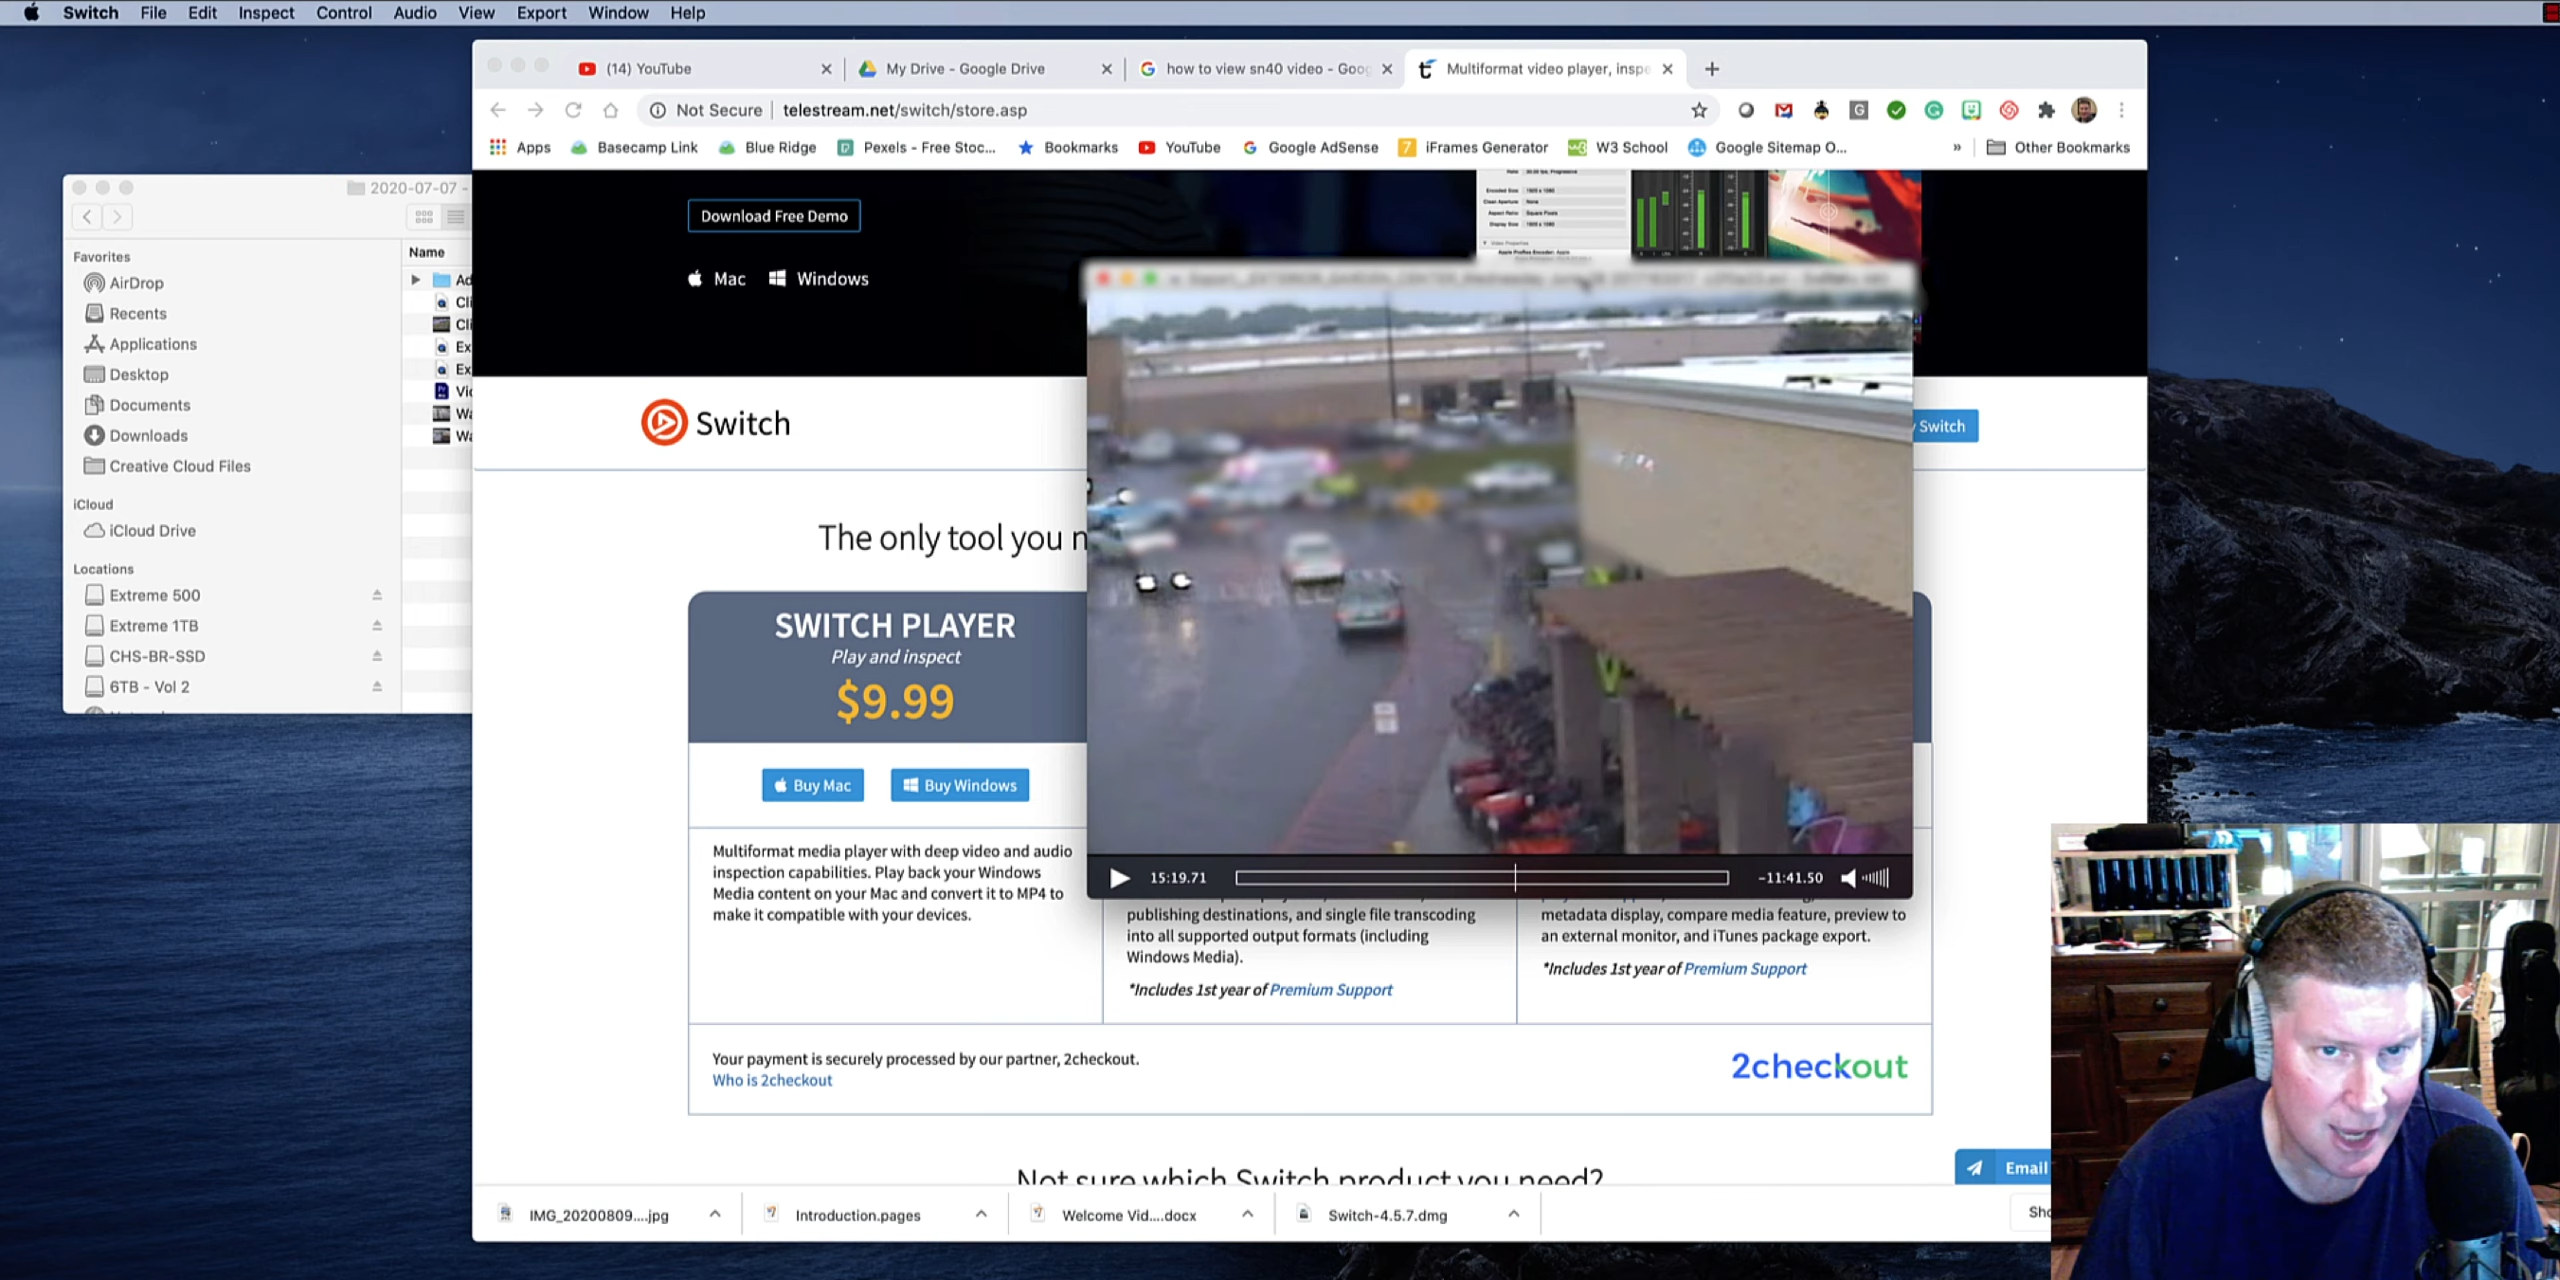 Switch File Edit Inspect Control Audio View Export Window Help
(14) YouTube
My Drive - Google Drive
how to view sn40 video - Goog
Multiformat video player, inspe
Not Secure | telestream.net/switch/store.asp
Apps Basecamp Link Blue Ridge Pexels - Free Stoc... Bookmarks YouTube Google AdSense iFrames Generator W3 School Google Sitemap O... » Other Bookmarks
2020-07-07 -
Favorites
AirDrop
Recents
Applications
Desktop
Documents
Downloads
Creative Cloud Files
iCloud
iCloud Drive
Locations
Extreme 500
Extreme 1TB
CHS-BR-SSD
6TB - Vol 2
Name
Ad
Cli
Cli
Ex
Ex
Vic
Wa
Wa
Download Free Demo
Mac Windows
Switch
Switch
The only tool you n
SWITCH PLAYER
Play and inspect
$9.99
Buy Mac Buy Windows
Multiformat media player with deep video and audio
inspection capabilities. Play back your Windows
Media content on your Mac and convert it to MP4 to
make it compatible with your devices.
15:19.71 -11:41.50
publishing destinations, and single file transcoding
into all supported output formats (including
Windows Media).
*Includes 1st year of Premium Support
metadata display, compare media feature, preview to
an external monitor, and iTunes package export.
*Includes 1st year of Premium Support
Your payment is securely processed by our partner, 2checkout.
Who is 2checkout
2checkout
Not sure which Switch product you need?
Email
IMG_20200809....jpg Introduction.pages Welcome Vid....docx Switch-4.5.7.dmg Sho